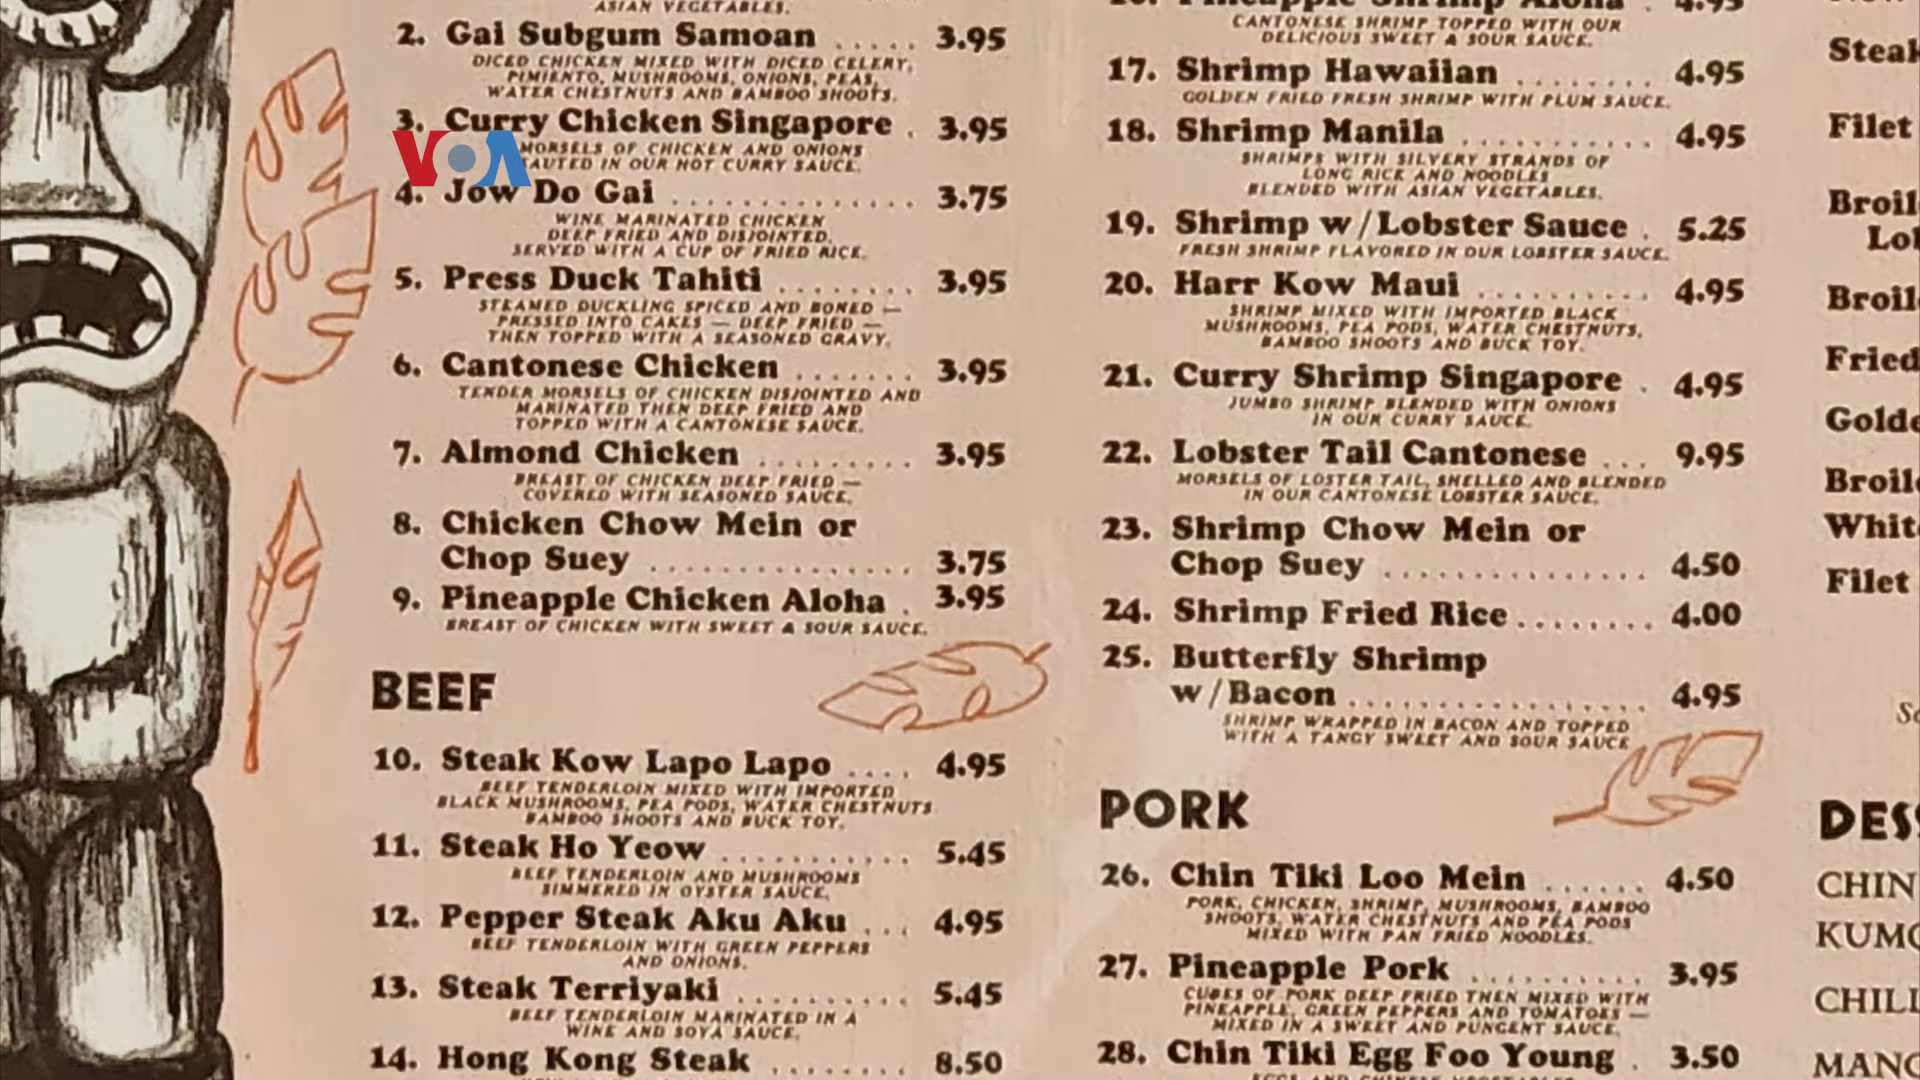 ASIAN VEGETABLES.
2. Gai Subgum Samoan ..... 3.95
DICED CHICKEN MIXED WITH DICED CELERY,
PIMIENTO, MUSHROOMS, ONIONS, PEAS,
WATER CHESTNUTS AND BAMBOO SHOOTS.
3. Curry Chicken Singapore . 3.95
VOA
MORSELS OF CHICKEN AND ONIONS
IN OUR HOT CURRY SAUCE.
4. Jow Do Gai .............. 3.75
WINE MARINATED CHICKEN
DEEP FRIED AND DISJOINTED.
SERVED WITH A CUP OF FRIED RICE.
5. Press Duck Tahiti ........ 3.95
STEAMED DUCKLING SPICED AND BONED —
PRESSED INTO CAKES — DEEP FRIED —
THEN TOPPED WITH A SEASONED GRAVY.
6. Cantonese Chicken ....... 3.95
TENDER MORSELS OF CHICKEN DISJOINTED AND
MARINATED THEN DEEP FRIED AND
TOPPED WITH A CANTONESE SAUCE.
7. Almond Chicken ......... 3.95
BREAST OF CHICKEN DEEP FRIED —
COVERED WITH SEASONED SAUCE.
8. Chicken Chow Mein or
Chop Suey ............... 3.75
9. Pineapple Chicken Aloha . 3.95
BREAST OF CHICKEN WITH SWEET & SOUR SAUCE.
BEEF
10. Steak Kow Lapo Lapo .... 4.95
BEEF TENDERLOIN MIXED WITH IMPORTED
BLACK MUSHROOMS, PEA PODS, WATER CHESTNUTS
BAMBOO SHOOTS AND BUCK TOY.
11. Steak Ho Yeow ........... 5.45
BEEF TENDERLOIN AND MUSHROOMS
SIMMERED IN OYSTER SAUCE.
12. Pepper Steak Aku Aku ... 4.95
BEEF TENDERLOIN WITH GREEN PEPPERS
AND ONIONS.
13. Steak Terriyaki .......... 5.45
BEEF TENDERLOIN MARINATED IN A
WINE AND SOYA SAUCE.
14. Hong Kong Steak ........ 8.50
Pineapple Shrimp Aloha . 4.95
CANTONESE SHRIMP TOPPED WITH OUR
DELICIOUS SWEET & SOUR SAUCE.
17. Shrimp Hawaiian ........ 4.95
GOLDEN FRIED FRESH SHRIMP WITH PLUM SAUCE.
18. Shrimp Manila ........... 4.95
SHRIMPS WITH SILVERY STRANDS OF
LONG RICE AND NOODLES
BLENDED WITH ASIAN VEGETABLES.
19. Shrimp w/Lobster Sauce . 5.25
FRESH SHRIMP FLAVORED IN OUR LOBSTER SAUCE.
20. Harr Kow Maui .......... 4.95
SHRIMP MIXED WITH IMPORTED BLACK
MUSHROOMS, PEA PODS, WATER CHESTNUTS,
BAMBOO SHOOTS AND BUCK TOY.
21. Curry Shrimp Singapore . 4.95
JUMBO SHRIMP BLENDED WITH ONIONS
IN OUR CURRY SAUCE.
22. Lobster Tail Cantonese ... 9.95
MORSELS OF LOSTER TAIL, SHELLED AND BLENDED
IN OUR CANTONESE LOBSTER SAUCE.
23. Shrimp Chow Mein or
Chop Suey ............... 4.50
24. Shrimp Fried Rice ........ 4.00
25. Butterfly Shrimp
w/Bacon ................. 4.95
SHRIMP WRAPPED IN BACON AND TOPPED
WITH A TANGY SWEET AND SOUR SAUCE
PORK
26. Chin Tiki Loo Mein ...... 4.50
PORK, CHICKEN, SHRIMP, MUSHROOMS, BAMBOO
SHOOTS, WATER CHESTNUTS AND PEA PODS
MIXED WITH PAN FRIED NOODLES.
27. Pineapple Pork .......... 3.95
CUBES OF PORK DEEP FRIED THEN MIXED WITH
PINEAPPLE, GREEN PEPPERS AND TOMATOES —
MIXED IN A SWEET AND PUNGENT SAUCE.
28. Chin Tiki Egg Foo Young . 3.50
Steak
Filet
Broil
Lo
Broil
Fried
Golde
Broil
Whit
Filet
DES
CHIN
KUM
CHIL
MAN